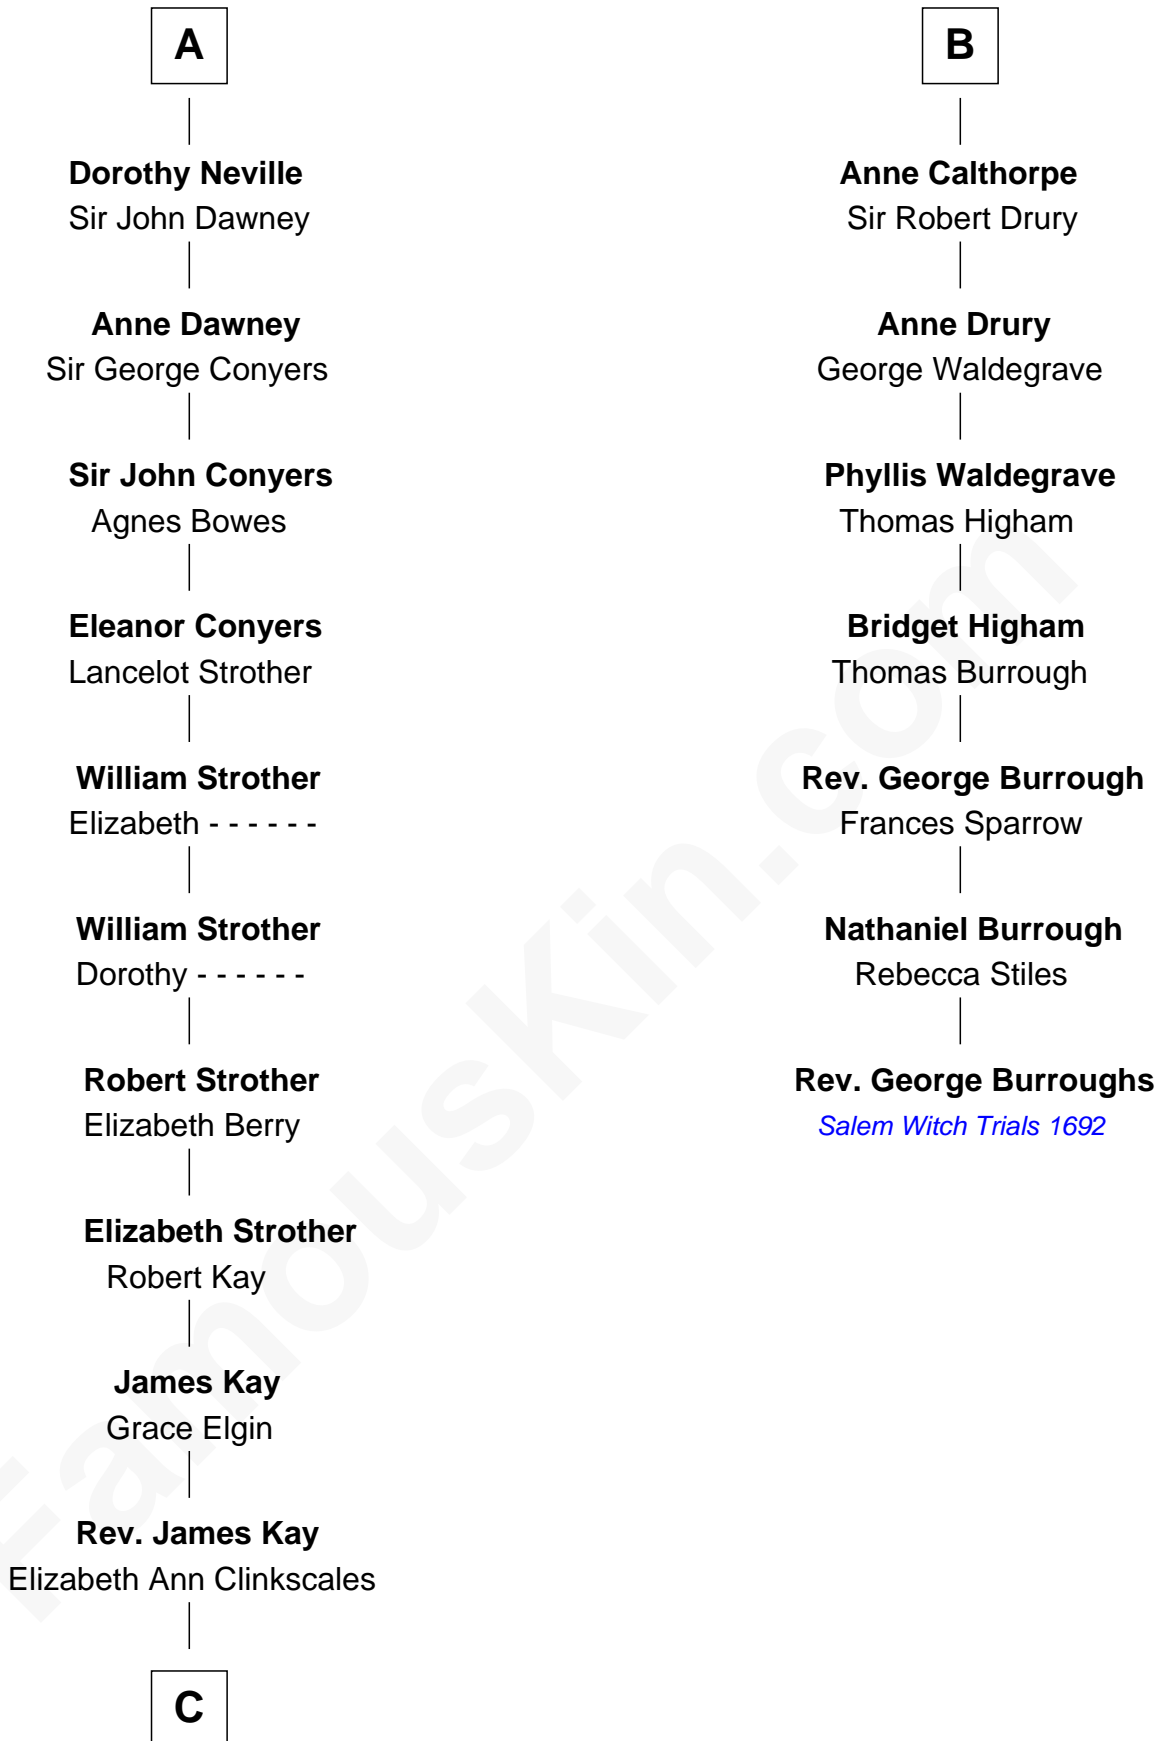 A
Dorothy Neville
Sir John Dawney
Anne Dawney
Sir George Conyers
Sir John Conyers
Agnes Bowes
Eleanor Conyers
Lancelot Strother
William Strother
Elizabeth - - - - - -
William Strother
Dorothy - - - - - -
Robert Strother
Elizabeth Berry
Elizabeth Strother
Robert Kay
James Kay
Grace Elgin
Rev. James Kay
Elizabeth Ann Clinkscales
C
B
Anne Calthorpe
Sir Robert Drury
Anne Drury
George Waldegrave
Phyllis Waldegrave
Thomas Higham
Bridget Higham
Thomas Burrough
Rev. George Burrough
Frances Sparrow
Nathaniel Burrough
Rebecca Stiles
Rev. George Burroughs
Salem Witch Trials 1692
FamousKin.com